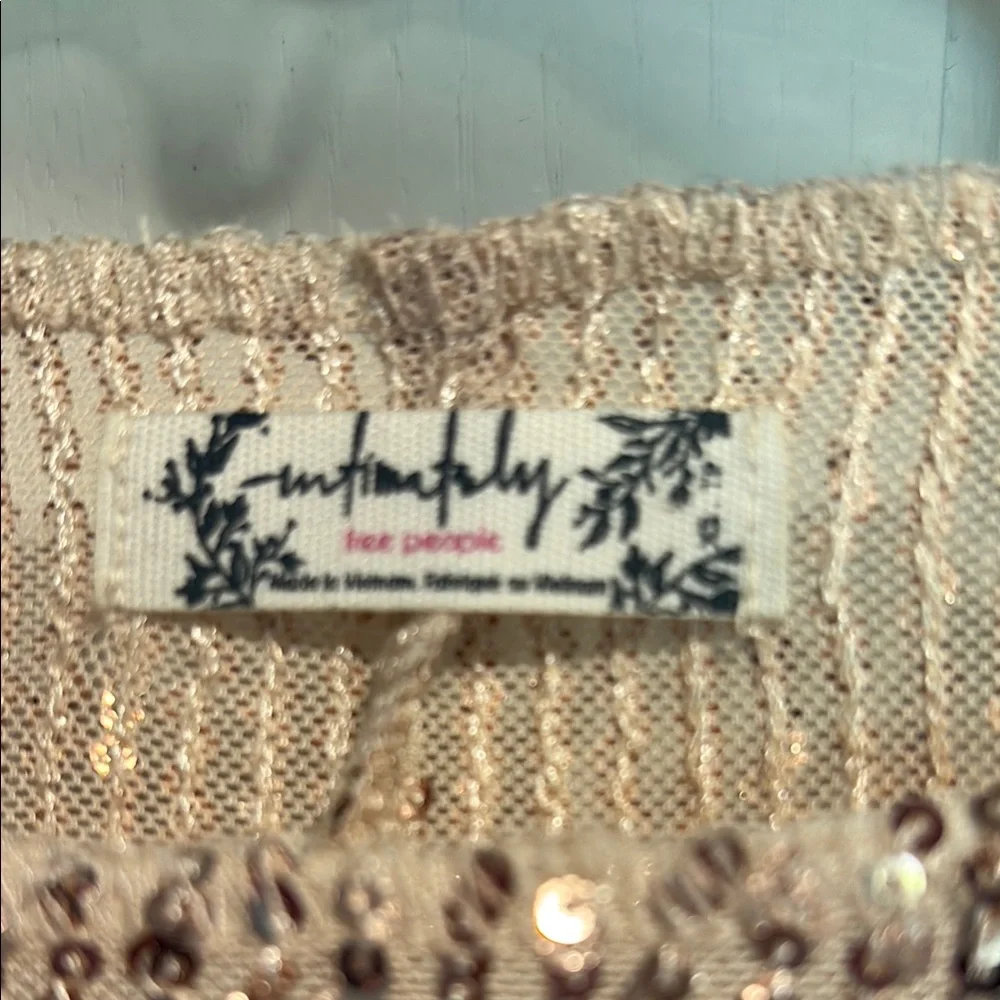 intimately
free people
Made in Vietnam. Fabriqué au Vietnam